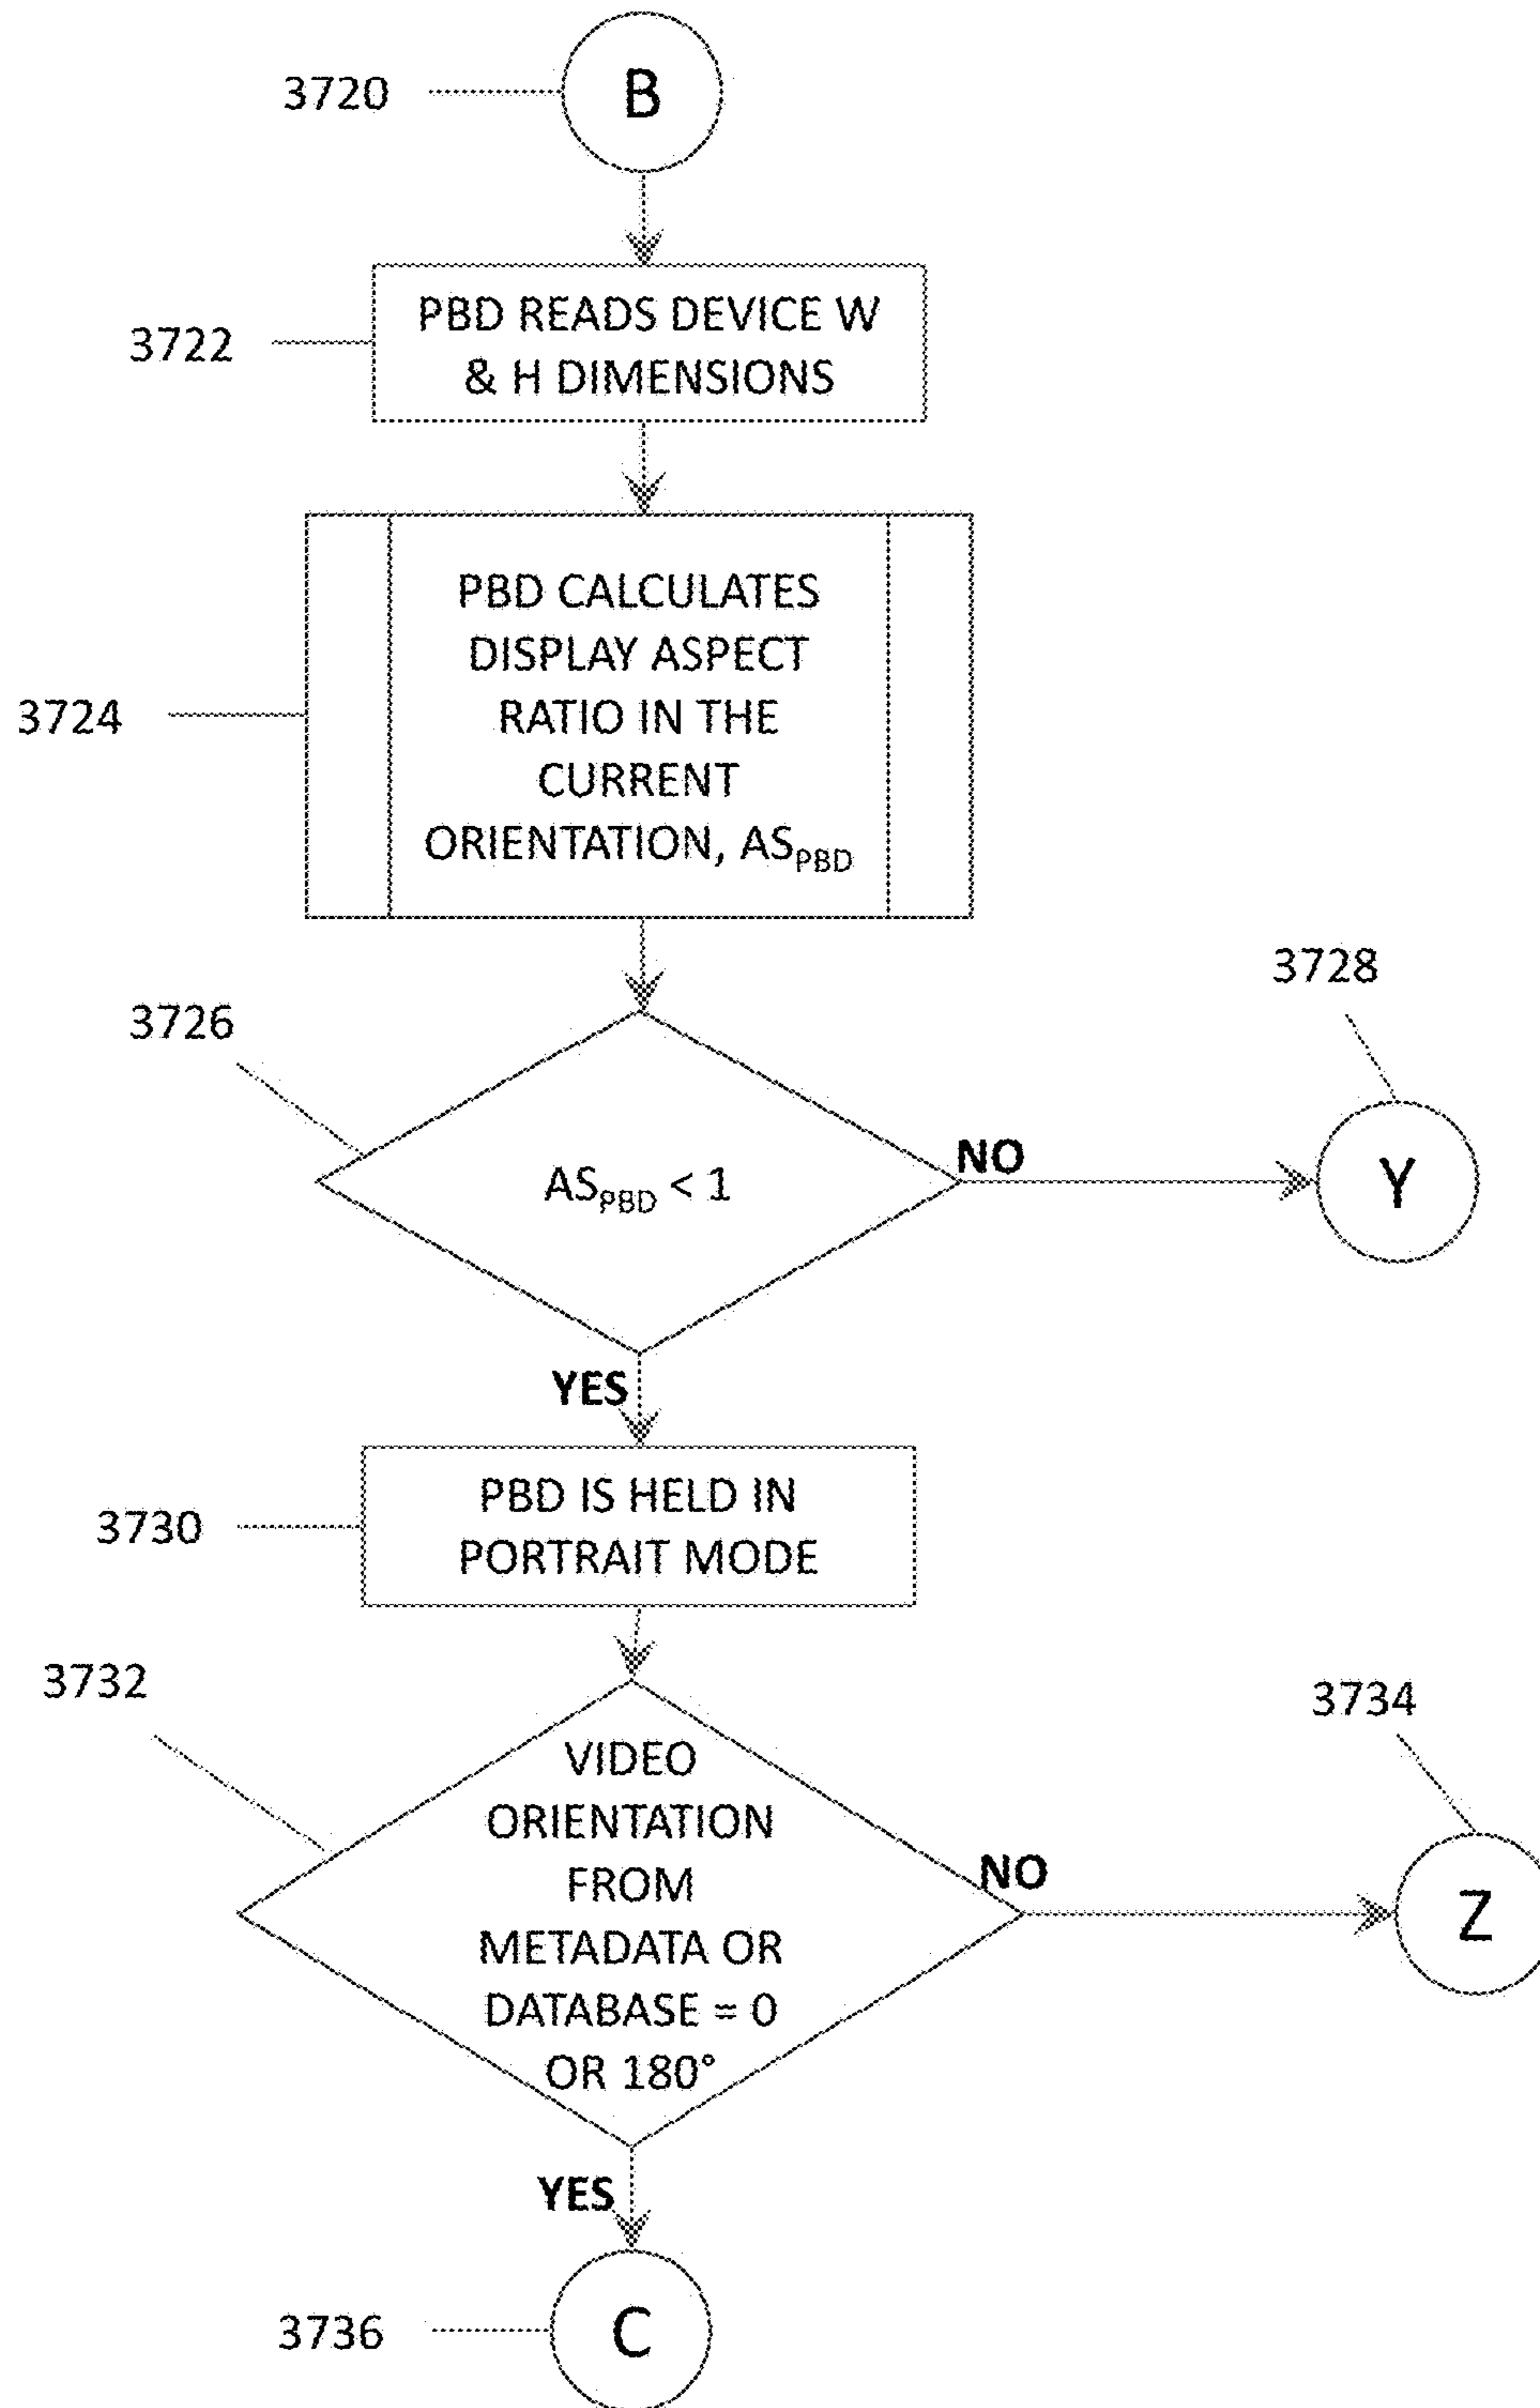 3720
B
3722
PBD READS DEVICE W
& H DIMENSIONS
3724
PBD CALCULATES
DISPLAY ASPECT
RATIO IN THE
CURRENT
ORIENTATION, AS_PBD
3726
AS_PBD < 1
NO
3728
Y
YES
3730
PBD IS HELD IN
PORTRAIT MODE
3732
VIDEO
ORIENTATION
FROM
METADATA OR
DATABASE = 0
OR 180°
NO
3734
Z
YES
3736
C